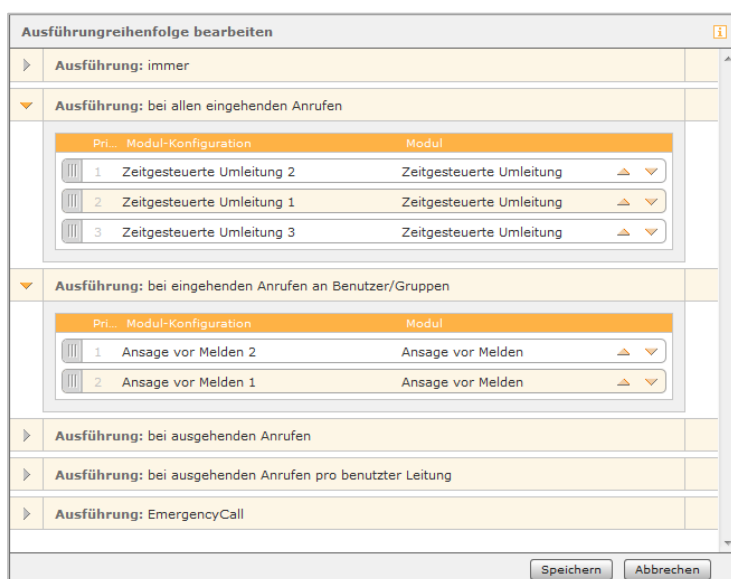 Ausführungreihenfolge bearbeiten
Ausführung: immer
Ausführung: bei allen eingehenden Anrufen
Pri... Modul-Konfiguration Modul
1 Zeitgesteuerte Umleitung 2 Zeitgesteuerte Umleitung
2 Zeitgesteuerte Umleitung 1 Zeitgesteuerte Umleitung
3 Zeitgesteuerte Umleitung 3 Zeitgesteuerte Umleitung
Ausführung: bei eingehenden Anrufen an Benutzer/Gruppen
Pri... Modul-Konfiguration Modul
1 Ansage vor Melden 2 Ansage vor Melden
2 Ansage vor Melden 1 Ansage vor Melden
Ausführung: bei ausgehenden Anrufen
Ausführung: bei ausgehenden Anrufen pro benutzter Leitung
Ausführung: EmergencyCall
Speichern Abbrechen